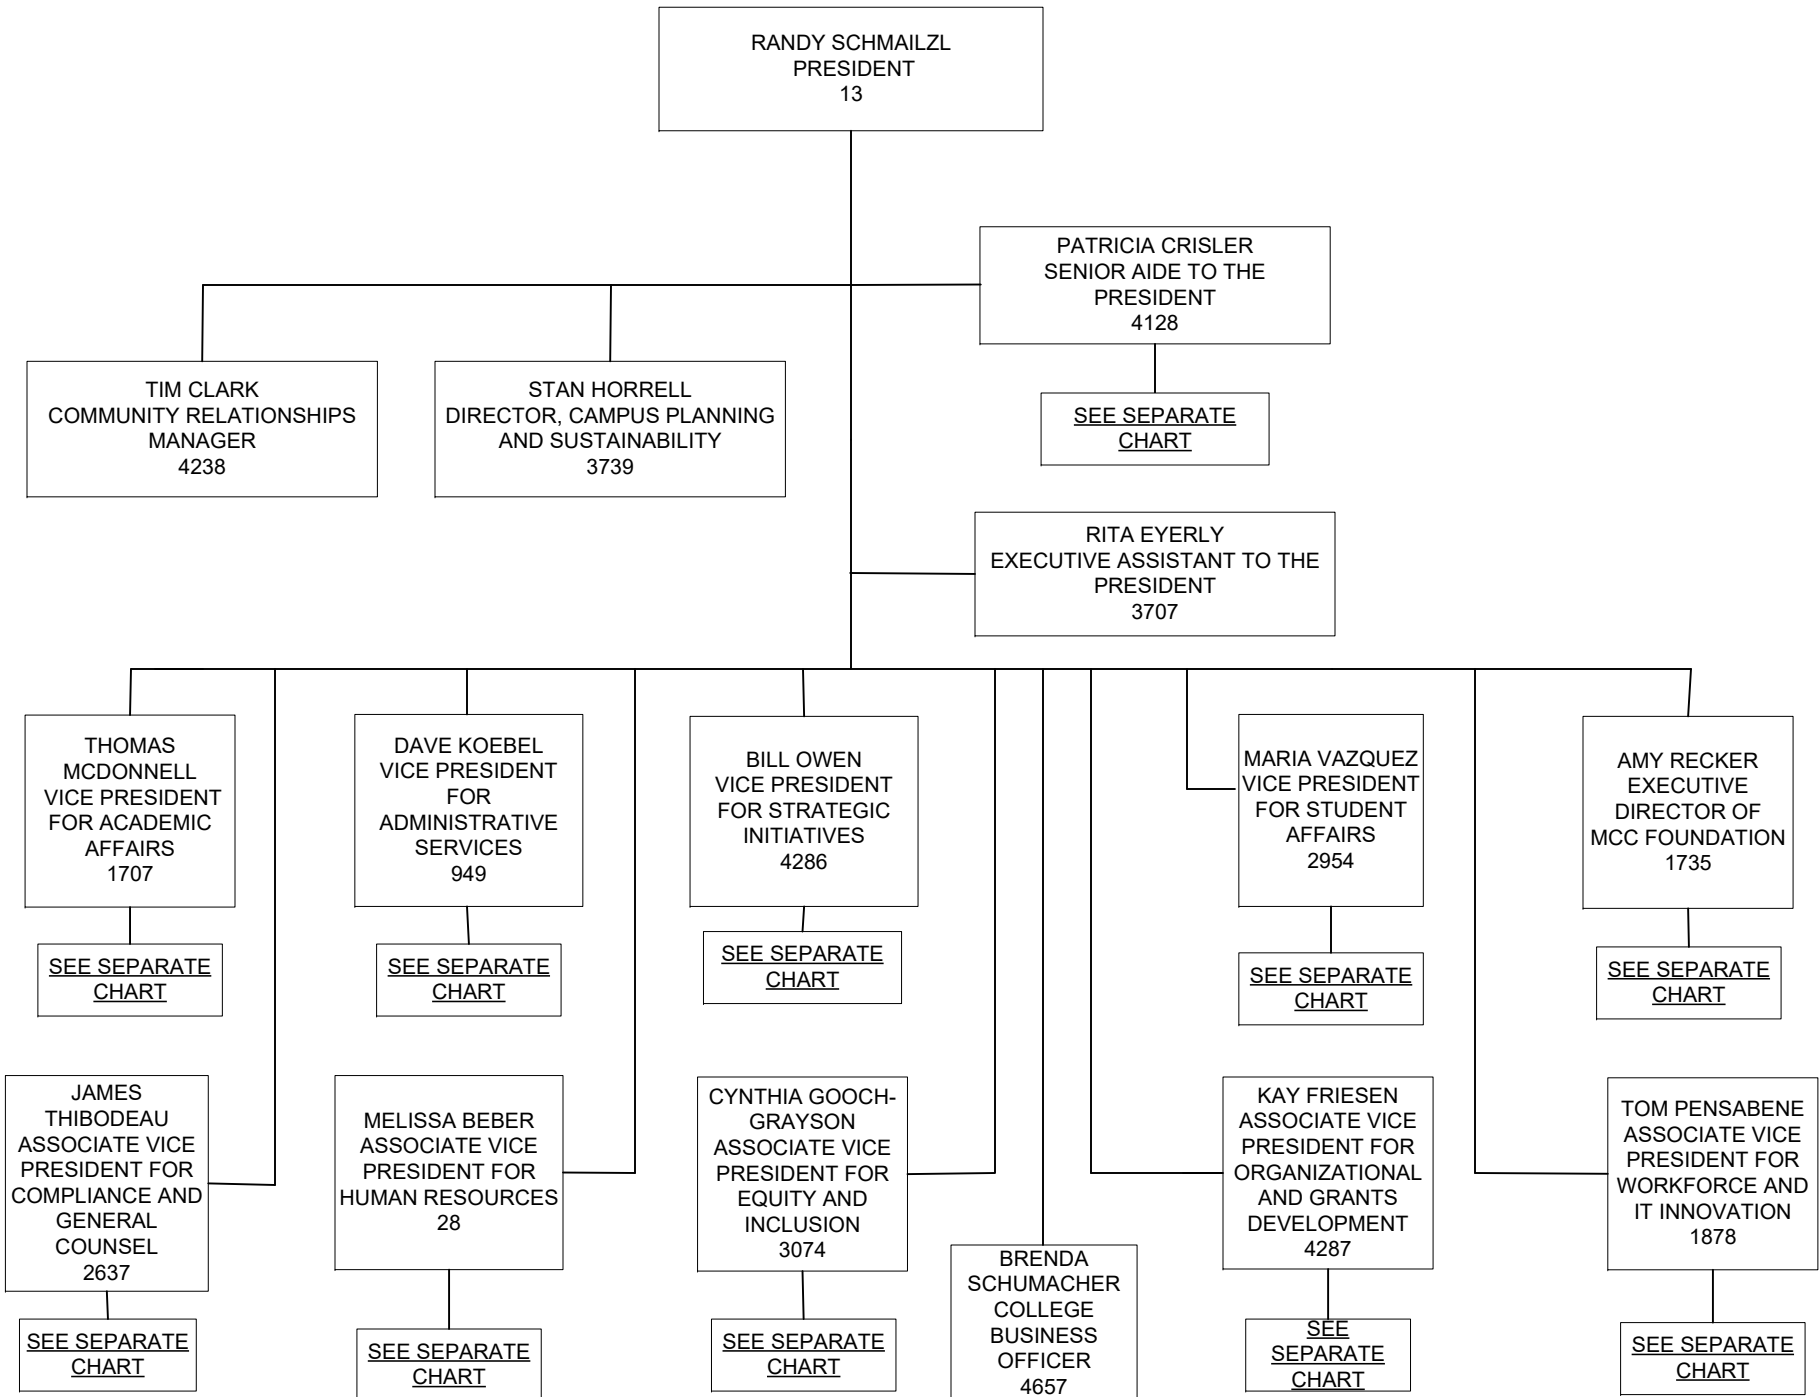 RANDY SCHMAILZL
PRESIDENT
13
PATRICIA CRISLER
SENIOR AIDE TO THE
PRESIDENT
4128
SEE SEPARATE
CHART
TIM CLARK
COMMUNITY RELATIONSHIPS
MANAGER
4238
STAN HORRELL
DIRECTOR, CAMPUS PLANNING
AND SUSTAINABILITY
3739
RITA EYERLY
EXECUTIVE ASSISTANT TO THE
PRESIDENT
3707
THOMAS
MCDONNELL
VICE PRESIDENT
FOR ACADEMIC
AFFAIRS
1707
SEE SEPARATE
CHART
DAVE KOEBEL
VICE PRESIDENT
FOR
ADMINISTRATIVE
SERVICES
949
SEE SEPARATE
CHART
BILL OWEN
VICE PRESIDENT
FOR STRATEGIC
INITIATIVES
4286
SEE SEPARATE
CHART
MARIA VAZQUEZ
VICE PRESIDENT
FOR STUDENT
AFFAIRS
2954
SEE SEPARATE
CHART
AMY RECKER
EXECUTIVE
DIRECTOR OF
MCC FOUNDATION
1735
SEE SEPARATE
CHART
JAMES
THIBODEAU
ASSOCIATE VICE
PRESIDENT FOR
COMPLIANCE AND
GENERAL
COUNSEL
2637
SEE SEPARATE
CHART
MELISSA BEBER
ASSOCIATE VICE
PRESIDENT FOR
HUMAN RESOURCES
28
SEE SEPARATE
CHART
CYNTHIA GOOCH-
GRAYSON
ASSOCIATE VICE
PRESIDENT FOR
EQUITY AND
INCLUSION
3074
SEE SEPARATE
CHART
BRENDA
SCHUMACHER
COLLEGE
BUSINESS
OFFICER
4657
KAY FRIESEN
ASSOCIATE VICE
PRESIDENT FOR
ORGANIZATIONAL
AND GRANTS
DEVELOPMENT
4287
SEE
SEPARATE
CHART
TOM PENSABENE
ASSOCIATE VICE
PRESIDENT FOR
WORKFORCE AND
IT INNOVATION
1878
SEE SEPARATE
CHART